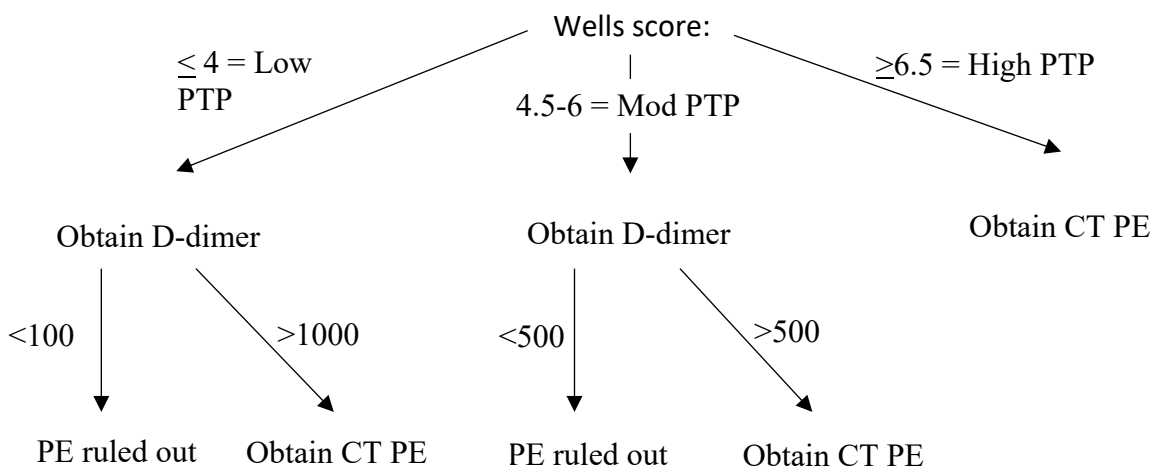 Wells score:
≤ 4 = Low
PTP
4.5-6 = Mod PTP
≥6.5 = High PTP
Obtain D-dimer
Obtain D-dimer
Obtain CT PE
<100
>1000
<500
>500
PE ruled out
Obtain CT PE
PE ruled out
Obtain CT PE